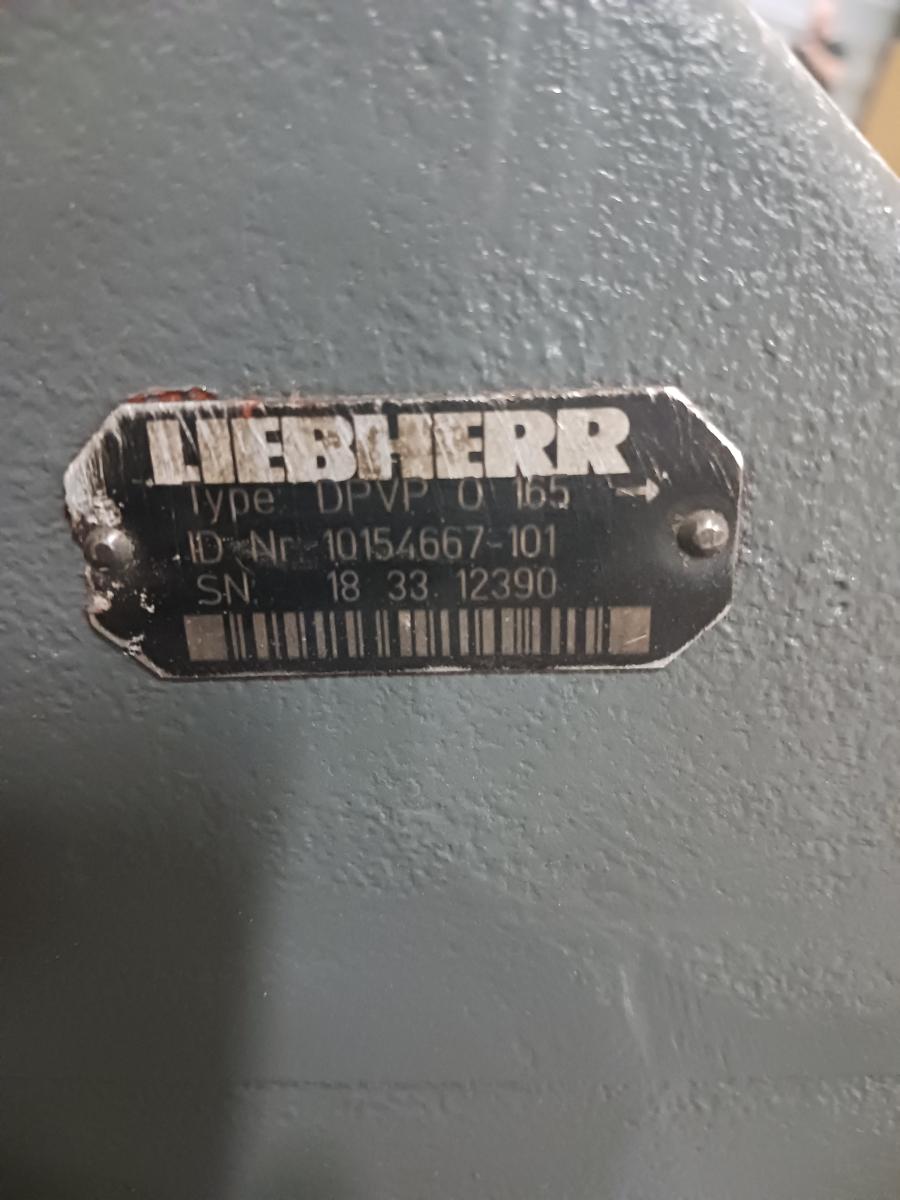 LIEBHERR
Type DPVP O 165 →
ID Nr 10154667-101
SN. 18 33 12390